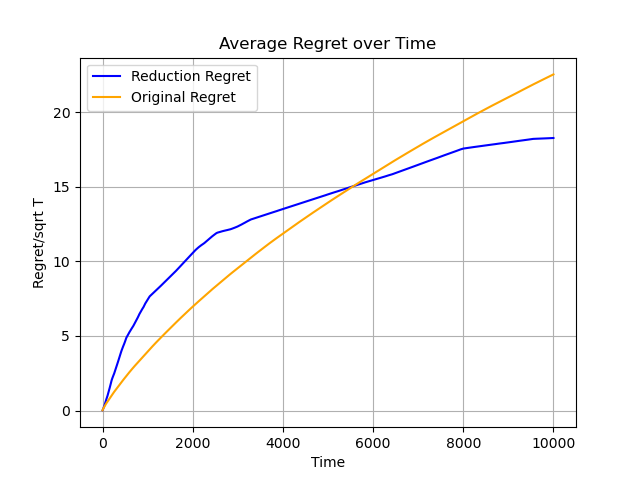 Average Regret over Time
Reduction Regret
Original Regret
20
15
10
5
0
Regret/sqrt T
0 2000 4000 6000 8000 10000
Time